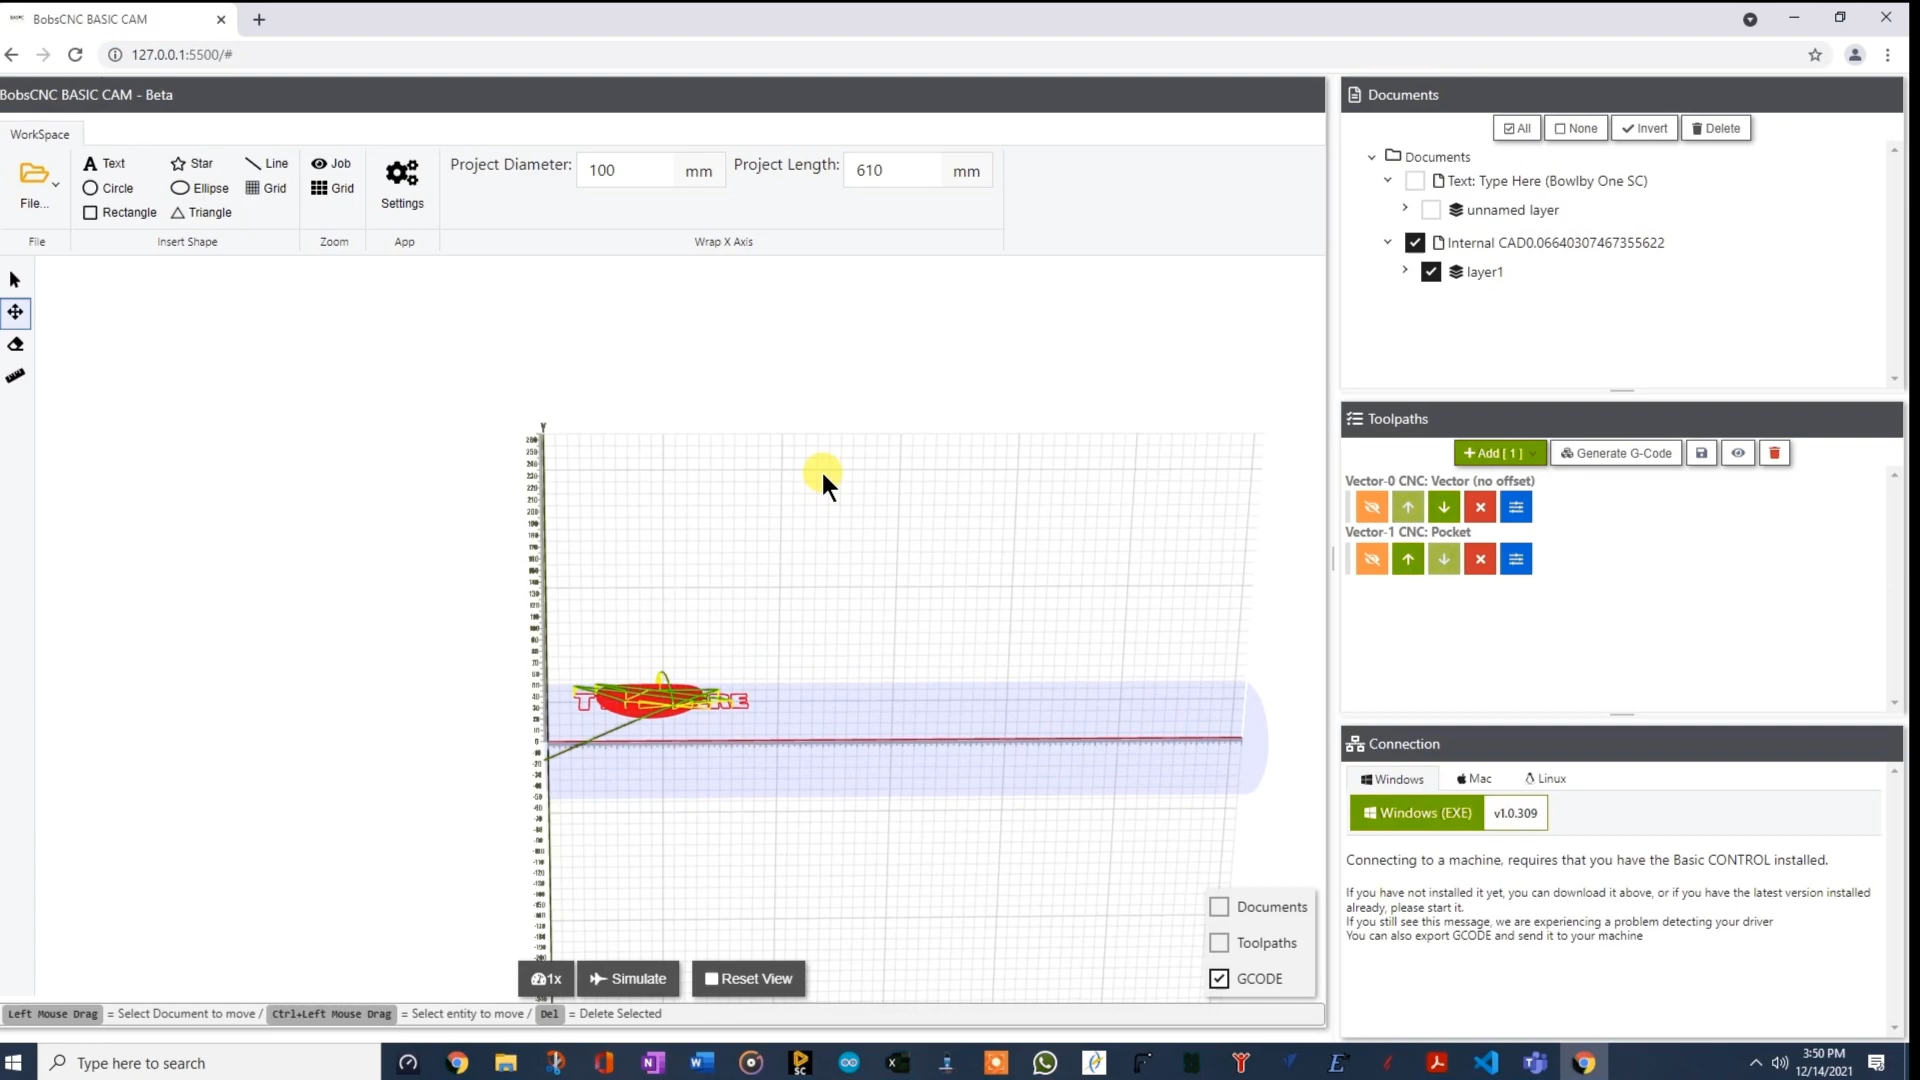 BobsCNC BASIC CAM
127.0.0.1:5500/#
BobsCNC BASIC CAM - Beta
WorkSpace
File...
Text
Star
Line
Circle
Ellipse
Grid
Rectangle
Triangle
Job
Grid
Settings
Project Diameter: 100 mm
Project Length: 610 mm
File
Insert Shape
Zoom
App
Wrap X Axis
Documents
All
None
Invert
Delete
Documents
Text: Type Here (Bowlby One SC)
unnamed layer
Internal CAD0.06640307467355622
layer1
Toolpaths
Add [ 1 ]
Generate G-Code
Vector-0 CNC: Vector (no offset)
Vector-1 CNC: Pocket
Connection
Windows
Mac
Linux
Windows (EXE) v1.0.309
Connecting to a machine, requires that you have the Basic CONTROL installed.
If you have not installed it yet, you can download it above, or if you have the latest version installed
already, please start it.
If you still see this message, we are experiencing a problem detecting your driver
You can also export GCODE and send it to your machine
Y
Documents
Toolpaths
GCODE
1x
Simulate
Reset View
Left Mouse Drag = Select Document to move / Ctrl+Left Mouse Drag = Select entity to move / Del = Delete Selected
Type here to search
3:50 PM
12/14/2021